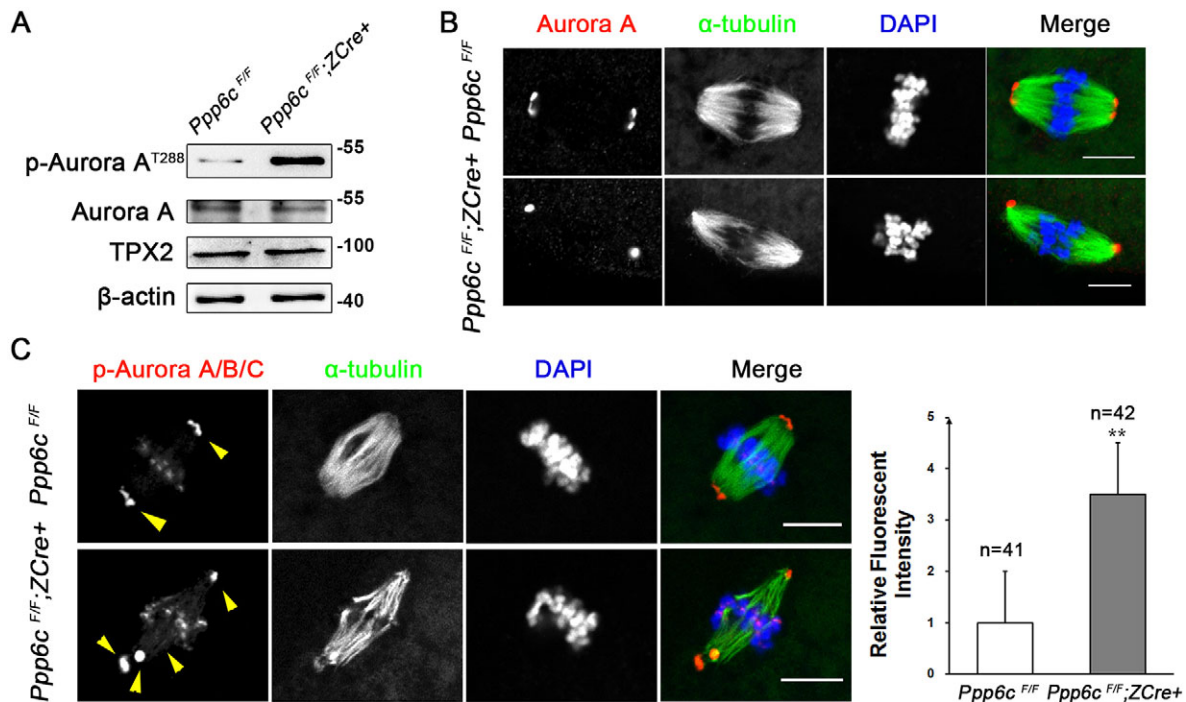 A
Ppp6c F/F
Ppp6c F/F;ZCre+
p-Aurora A T288
-55
Aurora A
-55
TPX2
-100
β-actin
-40
B
Aurora A
α-tubulin
DAPI
Merge
Ppp6c F/F
Ppp6c F/F;ZCre+
C
p-Aurora A/B/C
α-tubulin
DAPI
Merge
Ppp6c F/F
Ppp6c F/F;ZCre+
Relative Fluorescent
Intensity
5
4
3
2
1
0
n=41
n=42
**
Ppp6c F/F
Ppp6c F/F;ZCre+